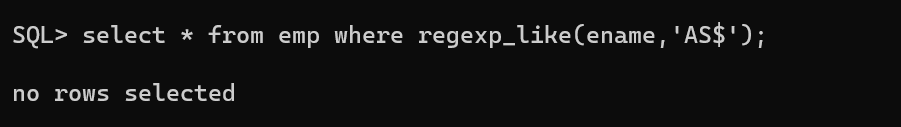 SQL> select * from emp where regexp_like(ename,'AS$');
no rows selected